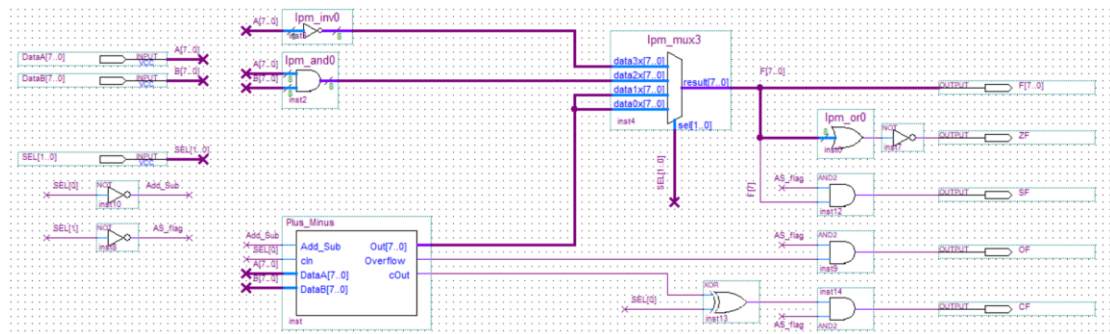 A[7..0]
lpm_inv0
8
8
DataA[7..0]
INPUT
VCC
A[7..0]
DataB[7..0]
INPUT
VCC
B[7..0]
A[7..0]
B[7..0]
lpm_and0
8
8
8
inst2
lpm_mux3
data3x[7..0]
data2x[7..0]
data1x[7..0]
data0x[7..0]
result[7..0]
inst4
sel[1..0]
SEL[1..0]
F[7..0]
OUTPUT
F[7..0]
lpm_or0
8
NOT
OUTPUT
ZF
SEL[1..0]
INPUT
VCC
SEL[1..0]
SEL[0]
NOT
inst10
Add_Sub
SEL[1]
NOT
AS_flag
F[7]
AS_flag
AND2
inst12
OUTPUT
SF
Plus_Minus
Add_Sub
SEL[0]
A[7..0]
B[7..0]
Add_Sub
cIn
DataA[7..0]
DataB[7..0]
Out[7..0]
Overflow
cOut
inst
AS_flag
AND2
inst9
OUTPUT
OF
SEL[0]
XOR
inst13
inst14
AS_flag
AND2
OUTPUT
CF